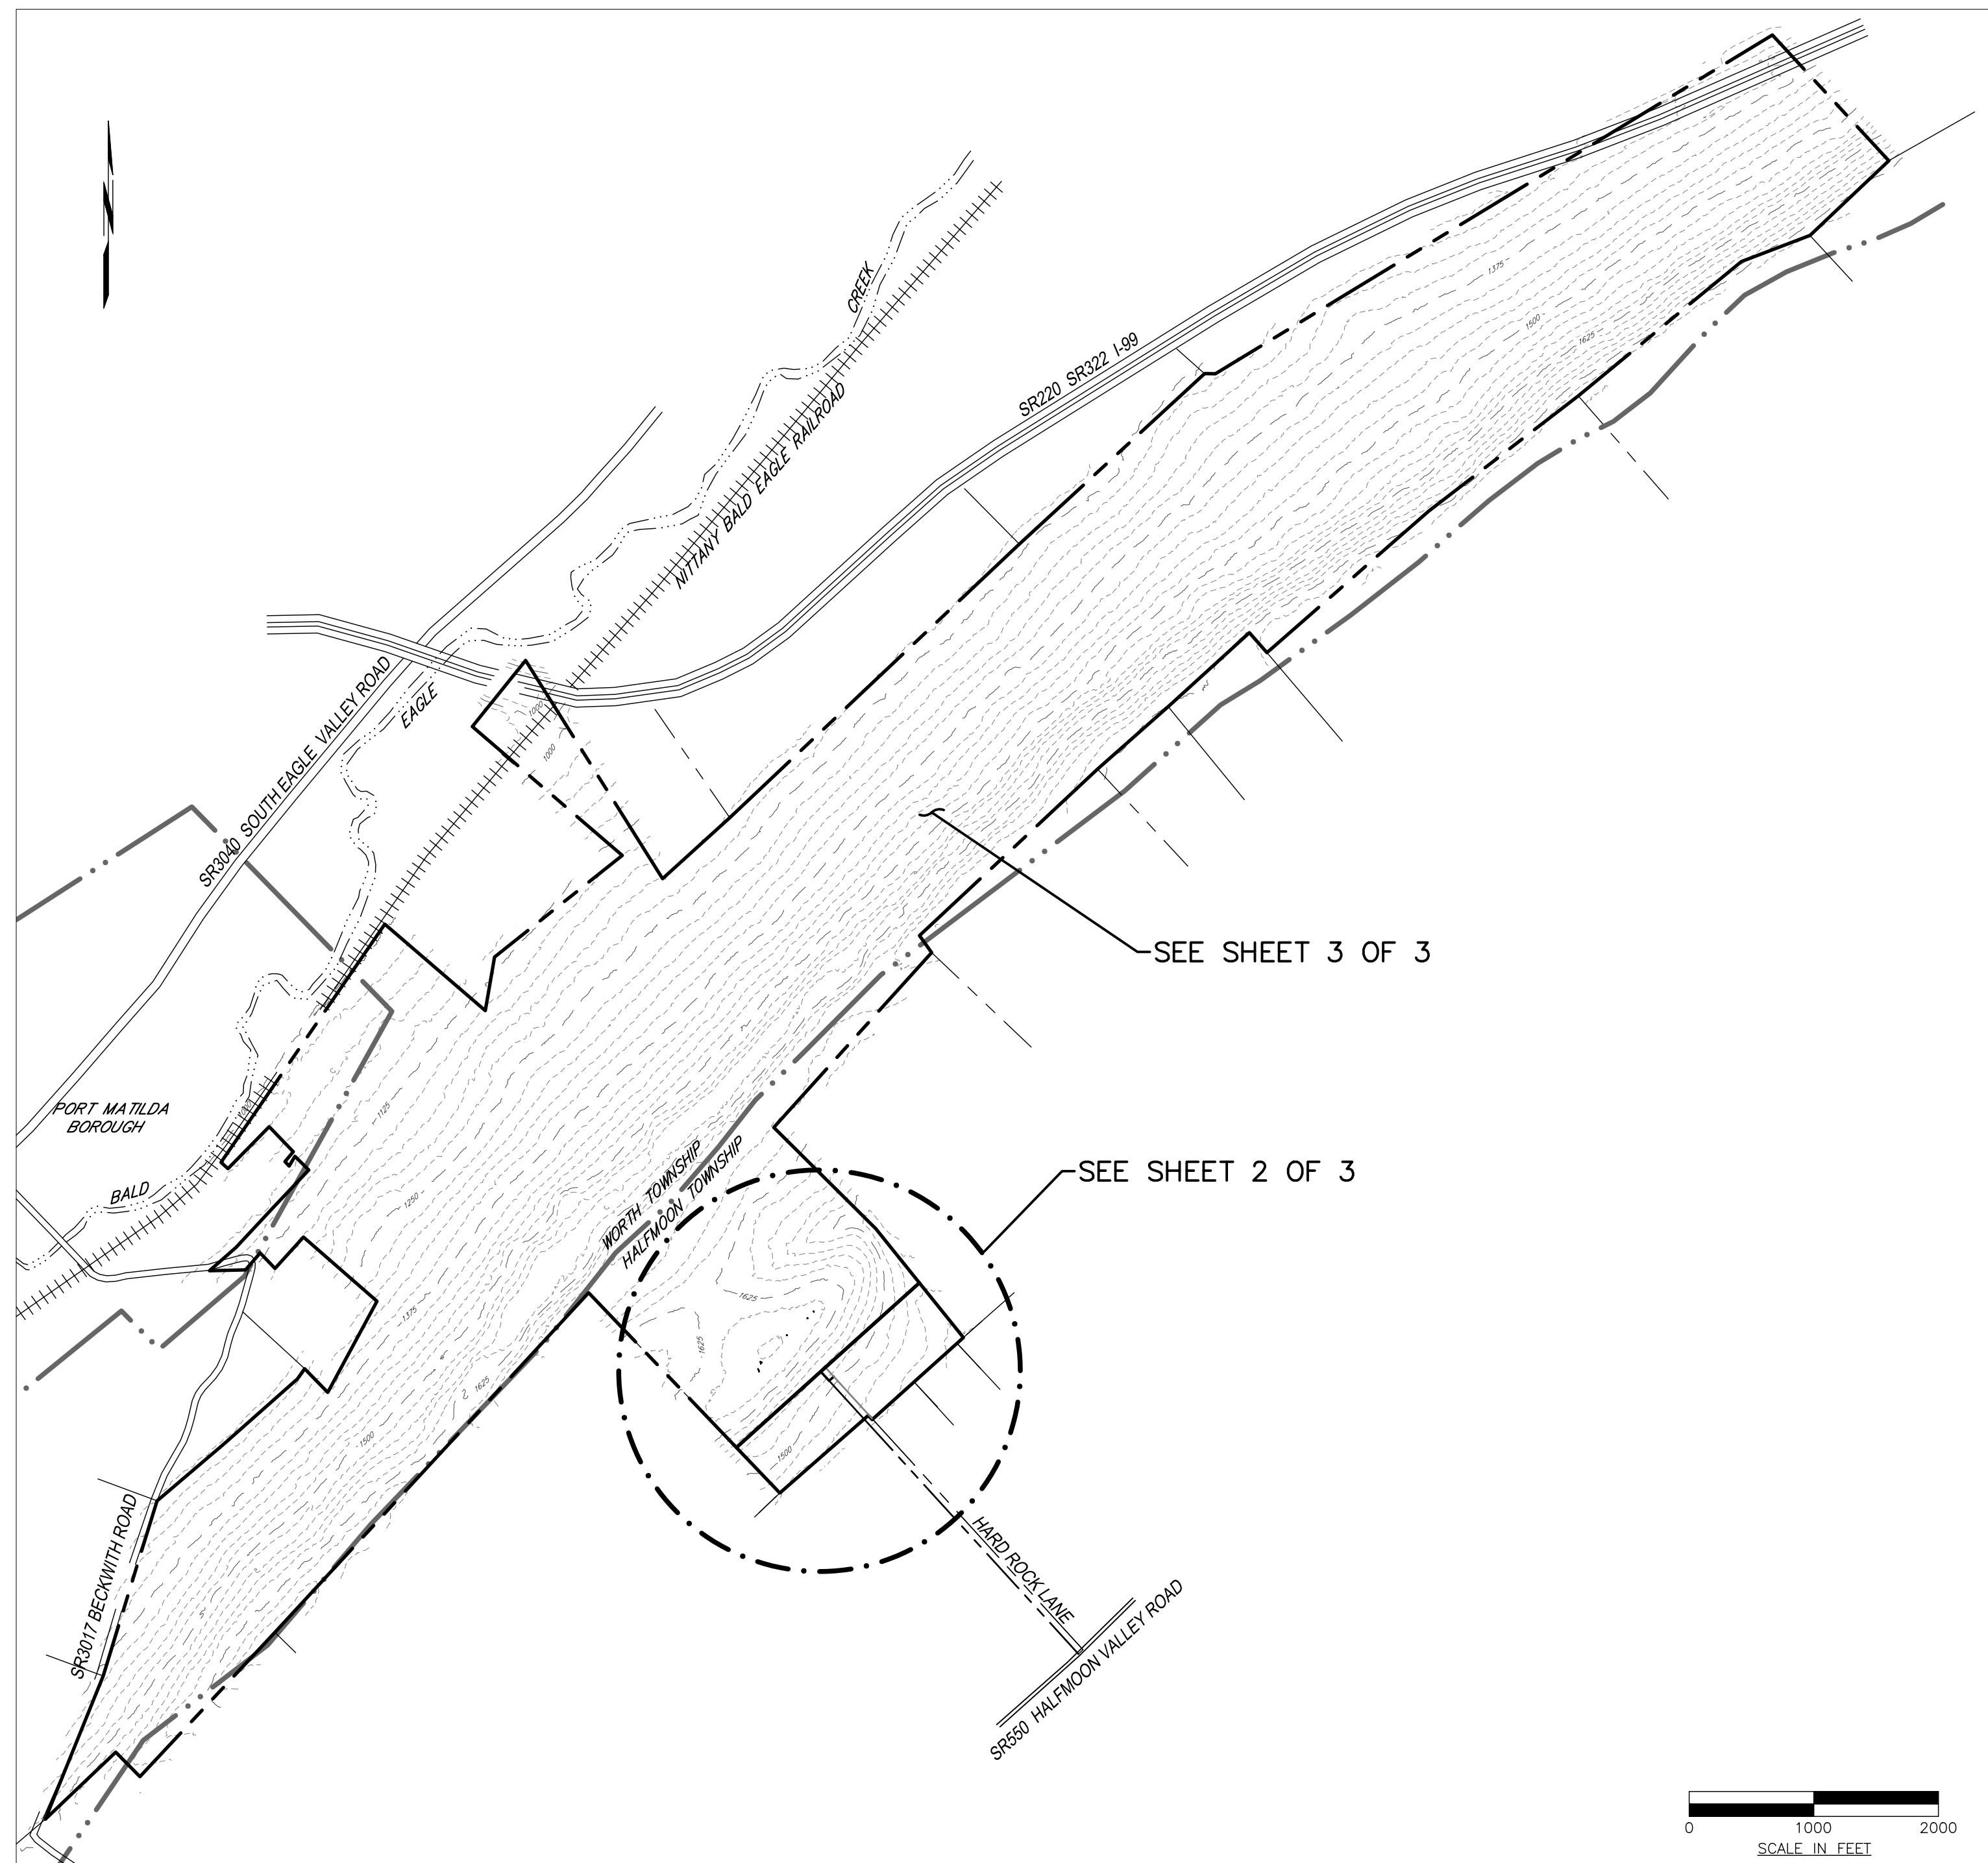 N
CREEK
SR220 SR322 I-99
NITTANY BALD EAGLE RAILROAD
1375
1500
1625
SR3040 SOUTH EAGLE VALLEY ROAD
EAGLE
1000
1000
SEE SHEET 3 OF 3
PORT MATILDA
BOROUGH
1000
1125
BALD
1250
WORTH TOWNSHIP
HALFMOON TOWNSHIP
SEE SHEET 2 OF 3
1625
1625
1375
1625
1500
1500
SR3017 BECKWITH ROAD
HARD ROCK LANE
SR550 HALFMOON VALLEY ROAD
0 1000 2000
SCALE IN FEET